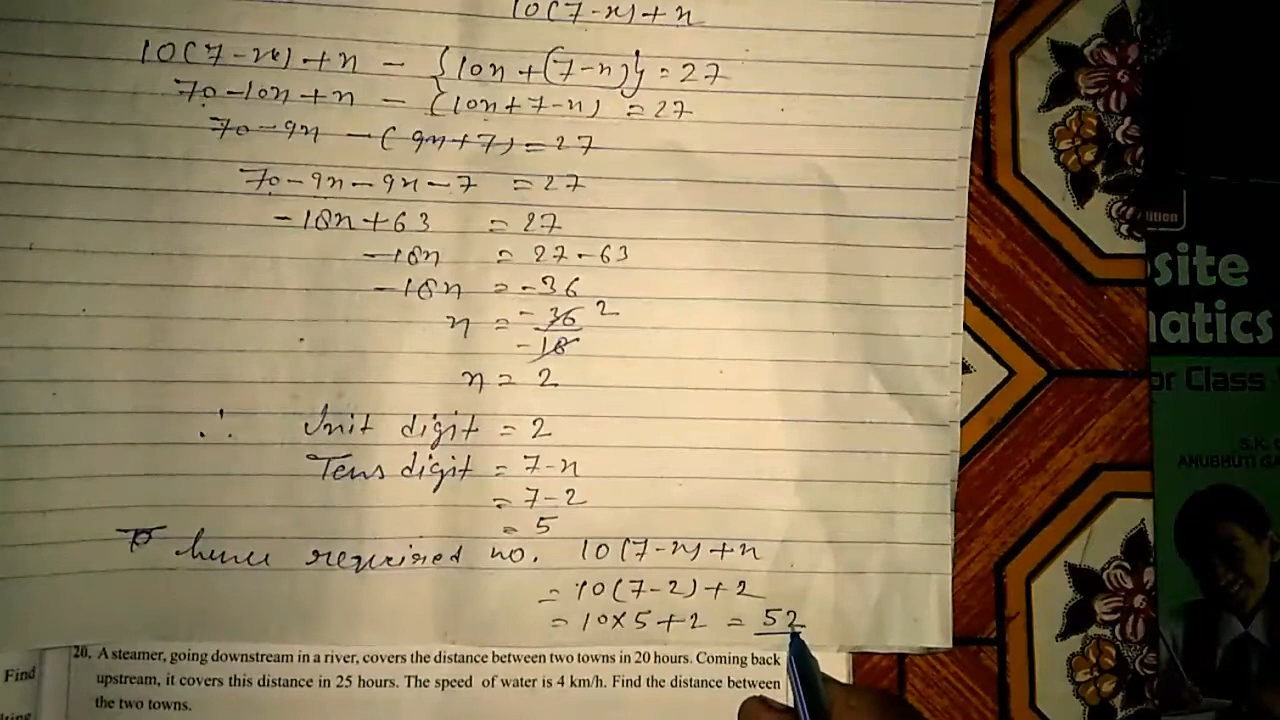 10(7-x)+x
10(7-x)+x - {10x+(7-x)} = 27
70-10x+x - {10x+7-x) = 27
70-9x - (9x+7) = 27
70-9x-9x-7 = 27
-18x+63 = 27
-18x = 27-63
-18x = -36
x = -36/-18 2
x = 2
∴ Unit digit = 2
Tens digit = 7-x
= 7-2
= 5
hence required no. 10(7-x)+x
= 10(7-2)+2
= 10×5+2 = 52
20. A steamer, going downstream in a river, covers the distance between two towns in 20 hours. Coming back
upstream, it covers this distance in 25 hours. The speed of water is 4 km/h. Find the distance between
the two towns.
Find
ition
site
atics
or Class
S.K.
ANUBHUTI GA